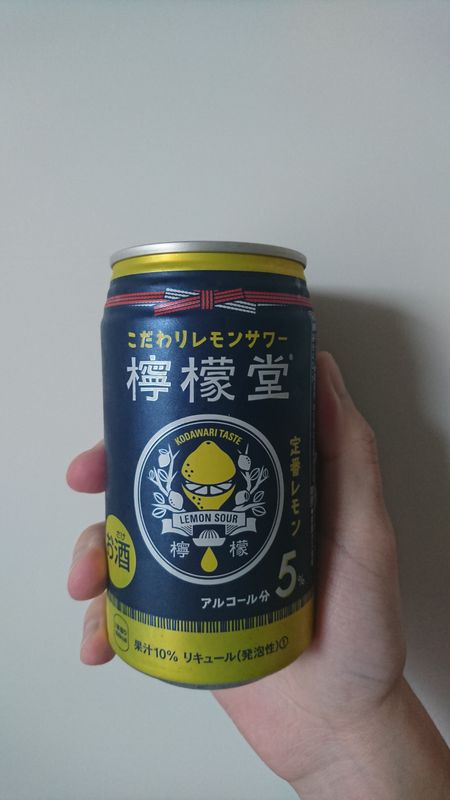 こだわりレモンサワー
檸檬堂
KODAWARI TASTE
LEMON SOUR
檸檬
定番レモン
お酒
アルコール分 5%
果汁10% リキュール(発泡性)①